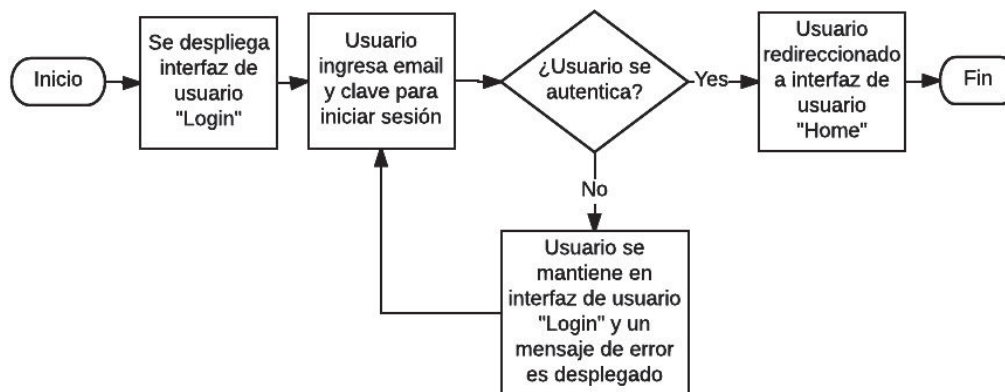 Inicio
Se despliega
interfaz de
usuario
"Login"
Usuario
ingresa email
y clave para
iniciar sesión
¿Usuario se
autentica?
Yes
Usuario
redireccionado
a interfaz de
usuario
"Home"
Fin
No
Usuario se
mantiene en
interfaz de usuario
"Login" y un
mensaje de error
es desplegado